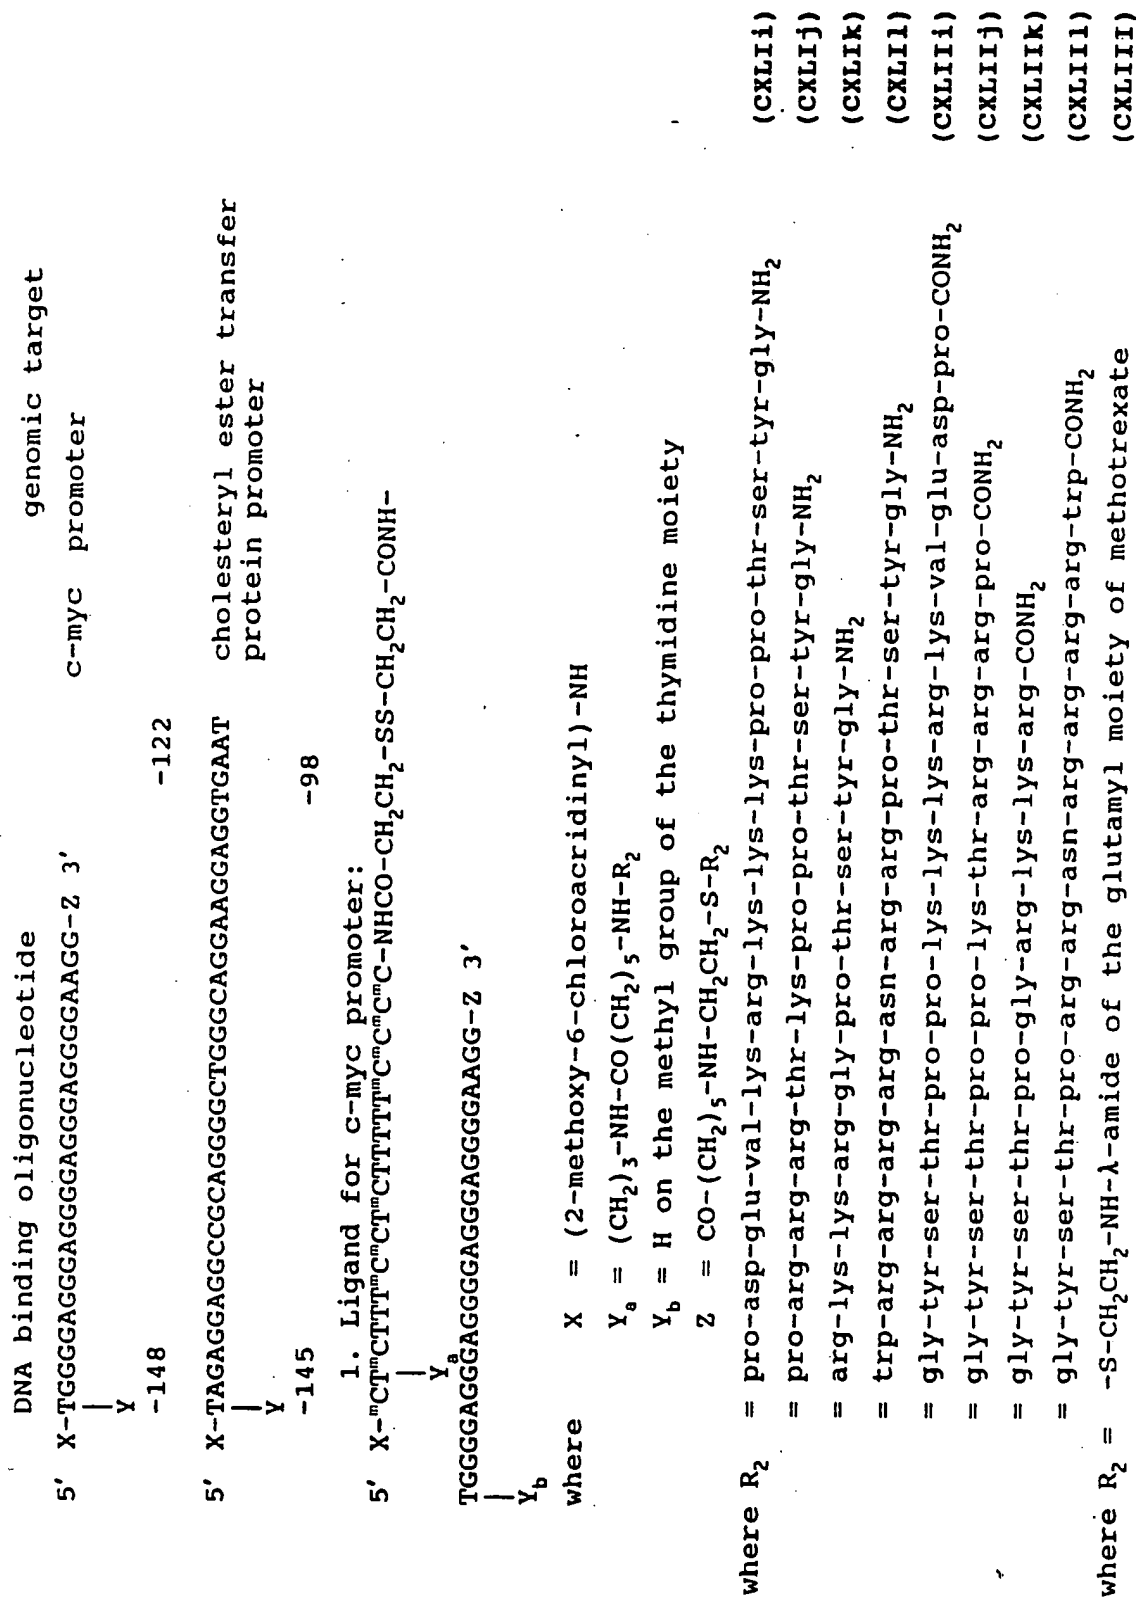 DNA binding oligonucleotide genomic target
5′ X-TGGGGAGGGAGGGGAGGGAGGGGAAGG-Z 3′ c-myc promoter
Y
-148 -122
5′ X-TAGAGGAGGCCGCAGGGGCTGGGCAGGAAGGAGGTGAAT cholesteryl ester transfer
protein promoter
Y
-145 -98
1. Ligand for c-myc promoter:
5′ X-ᵐCTᵐCTTTᵐCᵐCTᵐCTTTTTᵐCᵐCᵐCᵐC-NHCO-CH₂CH₂-SS-CH₂CH₂-CONH-
Yₐ
TGGGGAGGGAGGGGAGGGAGGGGAAGG-Z 3′
Y_b
where X = (2-methoxy-6-chloroacridinyl)-NH
Yₐ = (CH₂)₃-NH-CO(CH₂)₅-NH-R₂
Y_b = H on the methyl group of the thymidine moiety
Z = CO-(CH₂)₅-NH-CH₂CH₂-S-R₂
where R₂ = pro-asp-glu-val-lys-arg-lys-lys-lys-pro-pro-thr-ser-tyr-gly-NH₂ (CXLIi)
= pro-arg-arg-arg-thr-lys-pro-pro-pro-thr-ser-tyr-gly-NH₂ (CXLIj)
= arg-lys-lys-arg-gly-pro-thr-ser-tyr-gly-NH₂ (CXLIk)
= trp-arg-arg-arg-asn-arg-arg-pro-thr-ser-tyr-gly-NH₂ (CXLIl)
= gly-tyr-ser-thr-pro-pro-lys-lys-lys-arg-lys-val-glu-asp-pro-CONH₂ (CXLIIi)
= gly-tyr-ser-thr-pro-pro-pro-lys-thr-arg-arg-arg-pro-CONH₂ (CXLIIj)
= gly-tyr-ser-thr-pro-gly-arg-lys-lys-arg-CONH₂ (CXLIIk)
= gly-tyr-ser-thr-pro-arg-arg-asn-arg-arg-arg-trp-CONH₂ (CXLIIl)
where R₂ = -S-CH₂CH₂-NH-λ-amide of the glutamyl moiety of methotrexate (CXLIII)